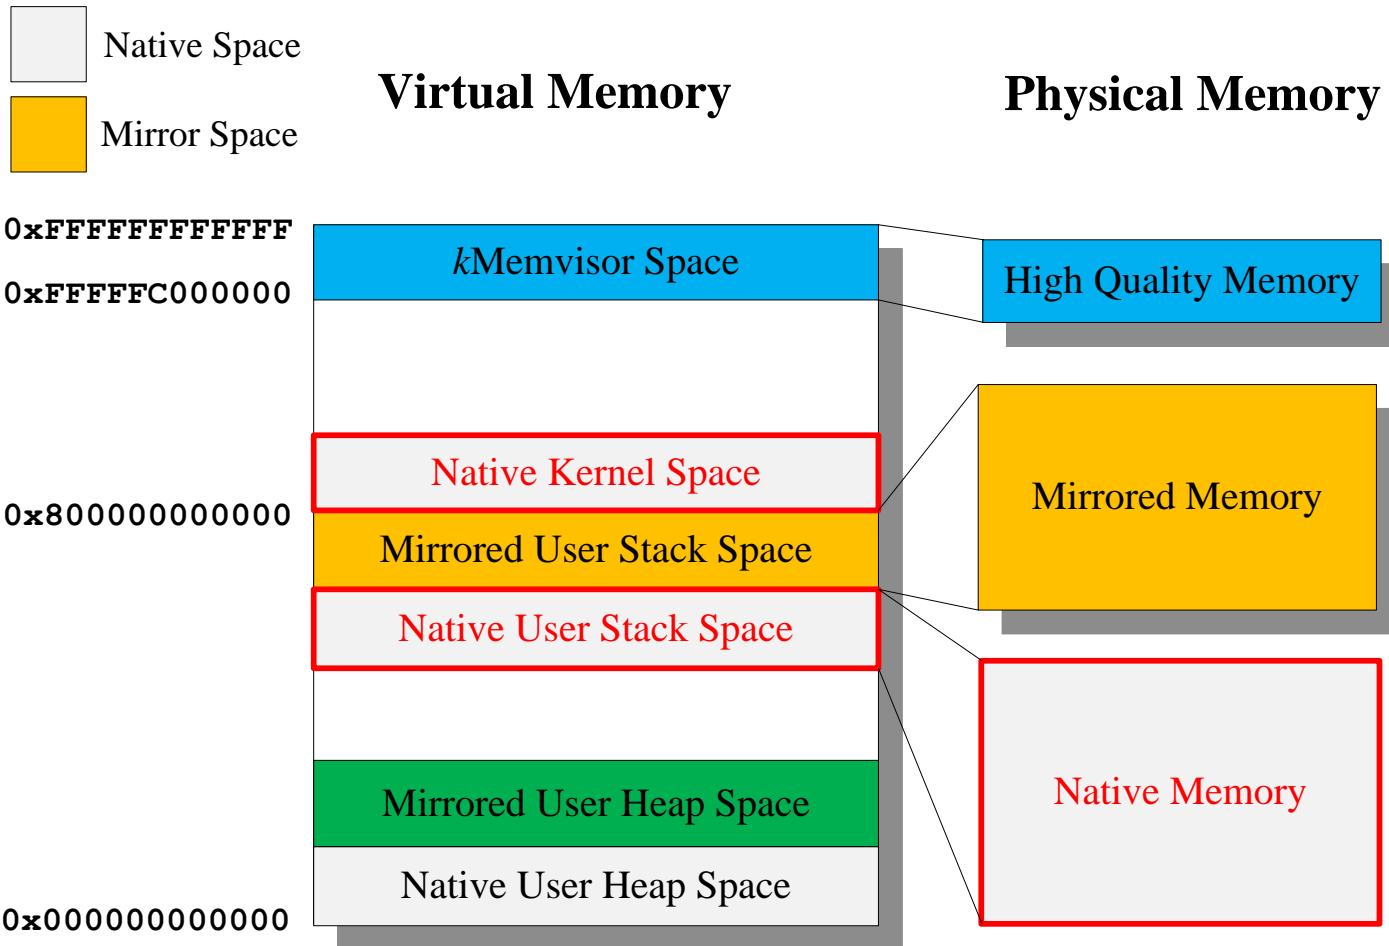 Native Space
Mirror Space
Virtual Memory
Physical Memory
0xFFFFFFFFFFFF
0xFFFFFC000000
0x800000000000
0x000000000000
kMemvisor Space
Native Kernel Space
Mirrored User Stack Space
Native User Stack Space
Mirrored User Heap Space
Native User Heap Space
High Quality Memory
Mirrored Memory
Native Memory